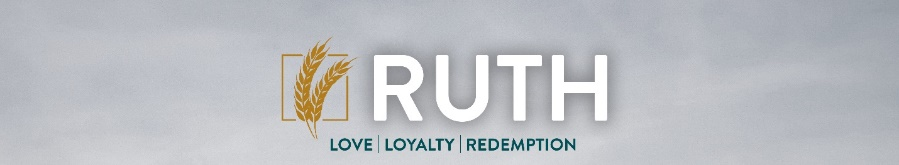 RUTH
LOVE | LOYALTY | REDEMPTION